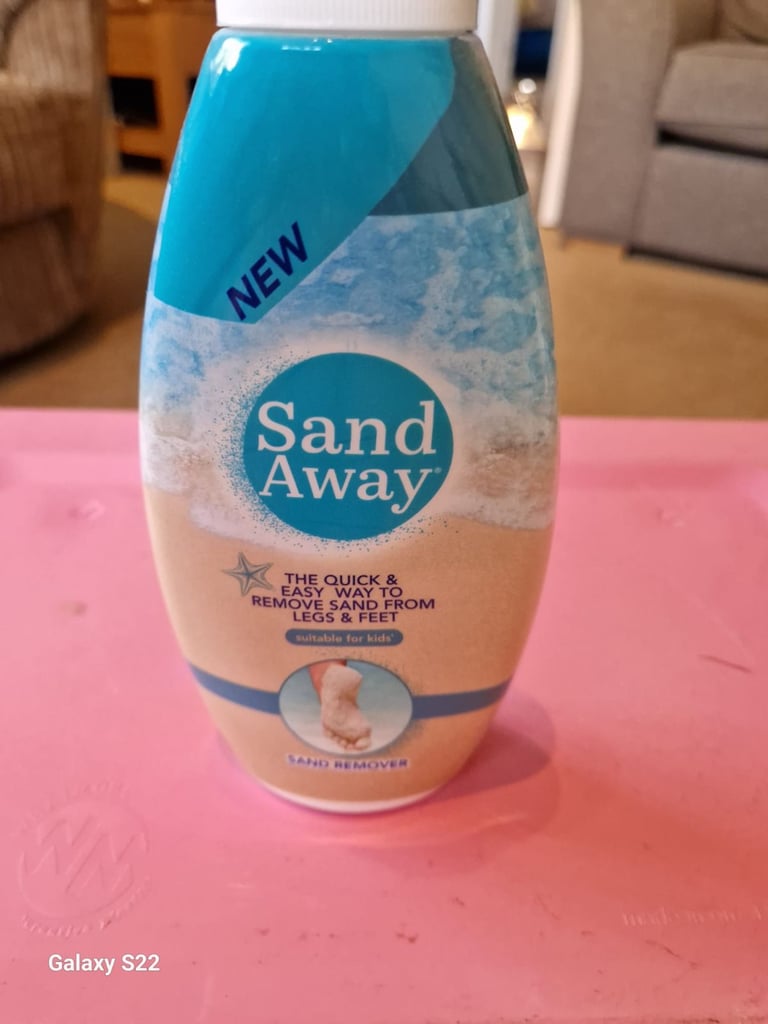 NEW
Sand
Away®
THE QUICK &
EASY WAY TO
REMOVE SAND FROM
LEGS & FEET
suitable for kids*
SAND REMOVER
Galaxy S22